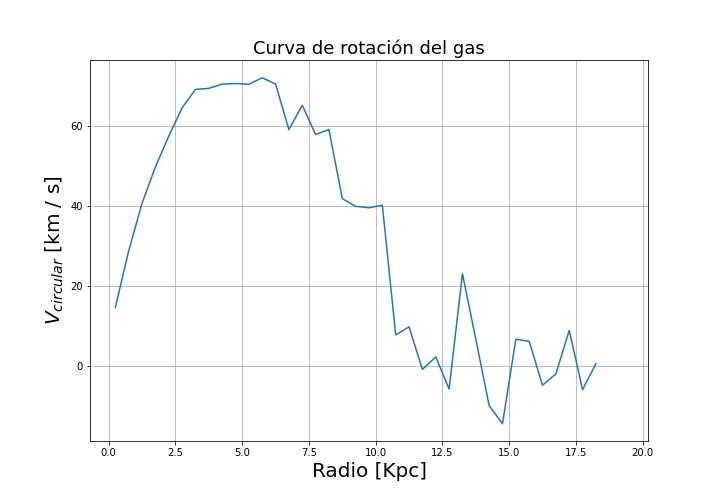 Curva de rotación del gas
V_circular [km / s]
60
40
20
0
0.0 2.5 5.0 7.5 10.0 12.5 15.0 17.5 20.0
Radio [Kpc]